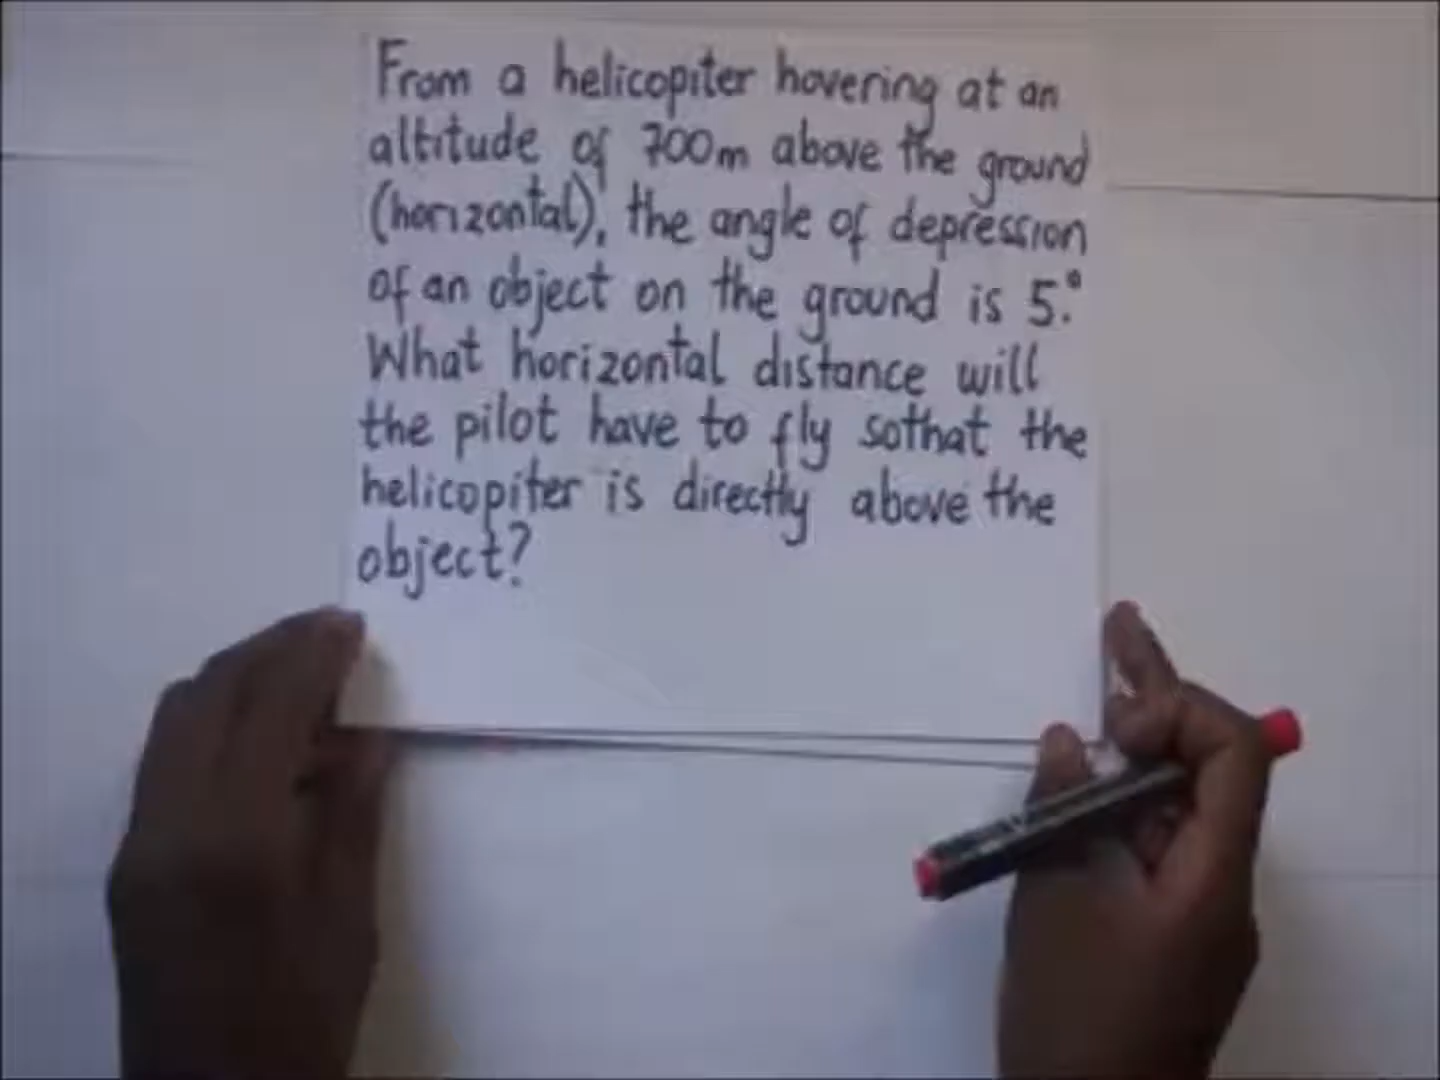 From a helicopiter hovering at an
altitude of 700m above the ground
(horizontal), the angle of depression
of an object on the ground is 5°.
What horizontal distance will
the pilot have to fly sothat the
helicopiter is directly above the
object?